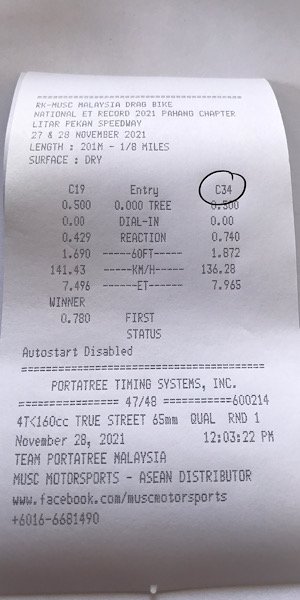 RK-MUSC MALAYSIA DRAG BIKE
NATIONAL ET RECORD 2021 PAHANG CHAPTER
LITAR PEKAN SPEEDWAY
27 & 28 NOVEMBER 2021
LENGTH : 201M - 1/8 MILES
SURFACE : DRY
C19 Entry C34
0.500 0.000 TREE 0.500
0.00 DIAL-IN 0.00
0.429 REACTION 0.740
1.690 -----60FT----- 1.872
141.43 -----KM/H----- 136.28
7.496 ------ET------ 7.965
WINNER
0.780 FIRST
STATUS
Autostart Disabled
PORTATREE TIMING SYSTEMS, INC.
================ 47/48 ===========600214
4T<160cc TRUE STREET 65mm QUAL RND 1
November 28, 2021 12:03:22 PM
TEAM PORTATREE MALAYSIA
MUSC MOTORSPORTS - ASEAN DISTRIBUTOR
www.facebook.com/muscmotorsports
+6016-6681490